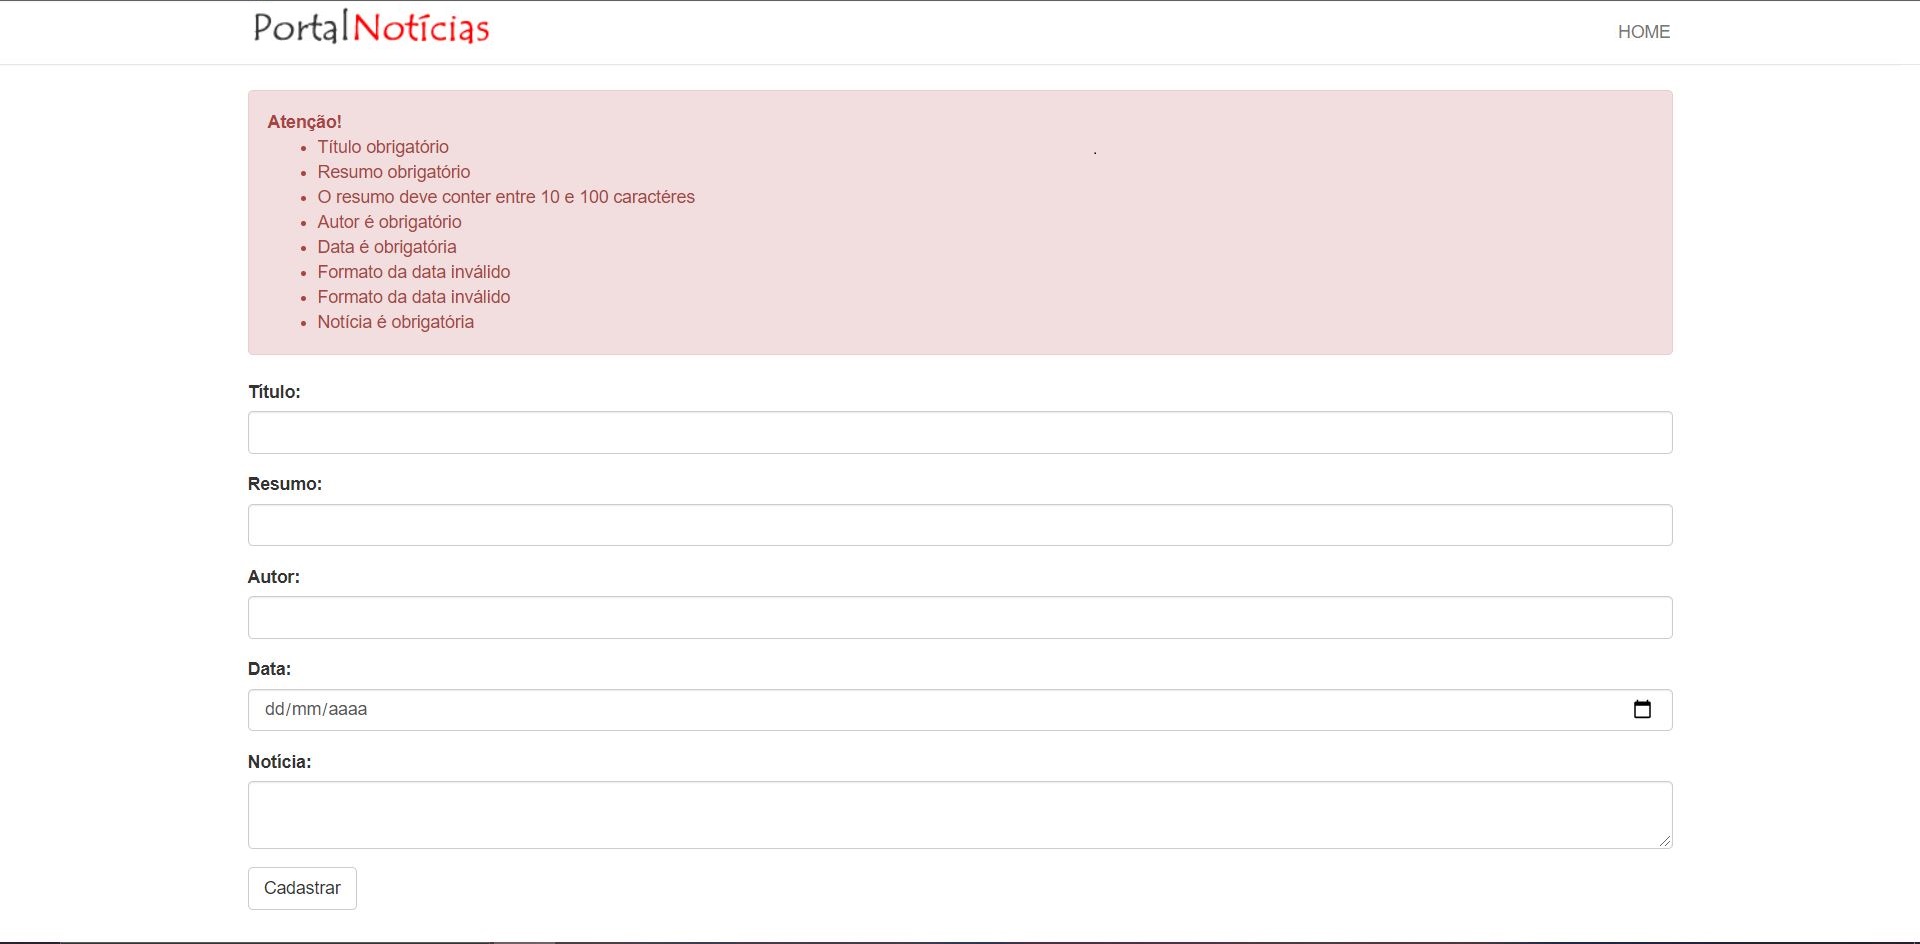 PortalNotícias
HOME
Atenção!
Título obrigatório
Resumo obrigatório
O resumo deve conter entre 10 e 100 caractéres
Autor é obrigatório
Data é obrigatória
Formato da data inválido
Formato da data inválido
Notícia é obrigatória
Título:
Resumo:
Autor:
Data:
dd/mm/aaaa
Notícia:
Cadastrar